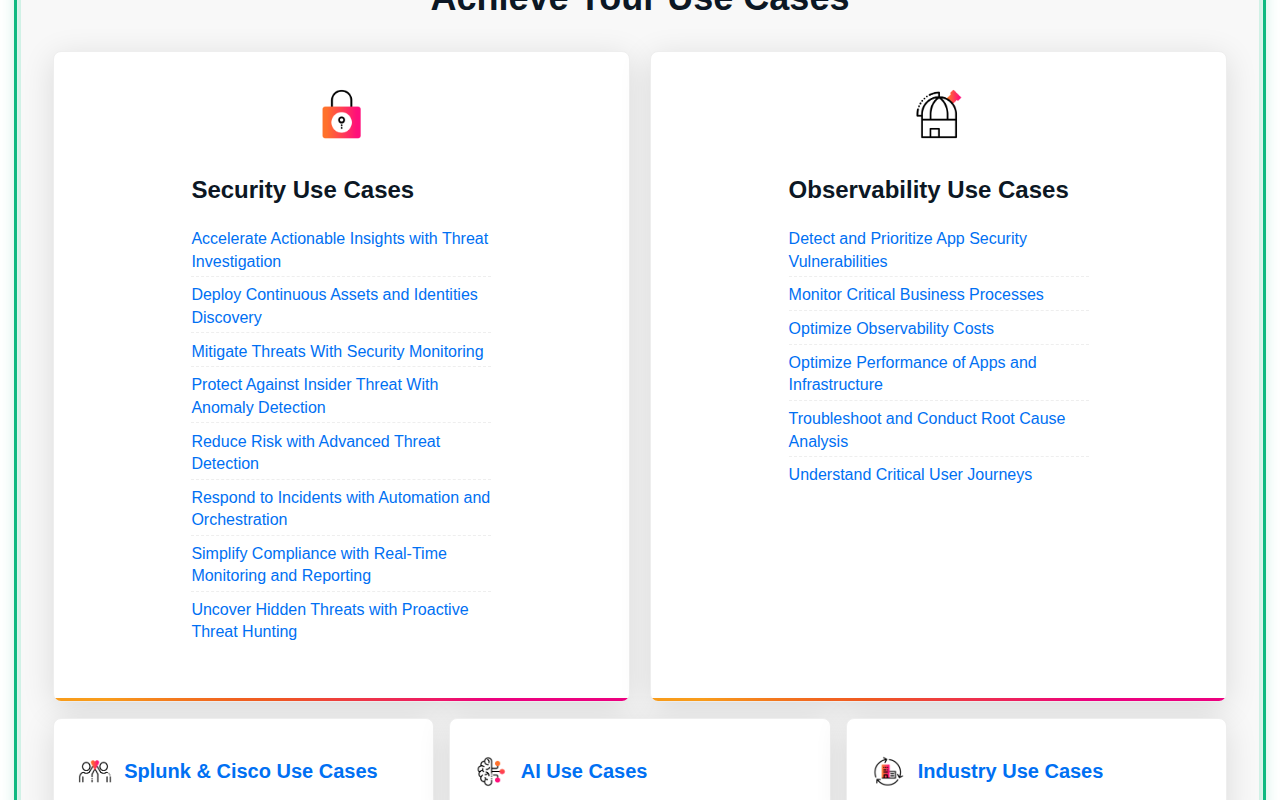 Achieve Your Use Cases
Security Use Cases
Accelerate Actionable Insights with Threat
Investigation
Deploy Continuous Assets and Identities
Discovery
Mitigate Threats With Security Monitoring
Protect Against Insider Threat With
Anomaly Detection
Reduce Risk with Advanced Threat
Detection
Respond to Incidents with Automation and
Orchestration
Simplify Compliance with Real-Time
Monitoring and Reporting
Uncover Hidden Threats with Proactive
Threat Hunting
Observability Use Cases
Detect and Prioritize App Security
Vulnerabilities
Monitor Critical Business Processes
Optimize Observability Costs
Optimize Performance of Apps and
Infrastructure
Troubleshoot and Conduct Root Cause
Analysis
Understand Critical User Journeys
Splunk & Cisco Use Cases
AI Use Cases
Industry Use Cases